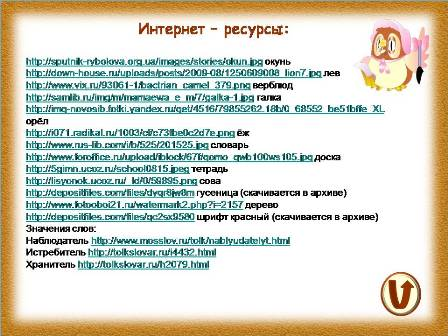 Интернет – ресурсы:
http://sputnik-rybolova.org.ua/images/stories/okun.jpg окунь
http://down-house.ru/uploads/posts/2009-08/1250609008_lion7.jpg лев
http://www.vix.ru/93061-1/bactrian_camel_379.png верблюд
http://samlib.ru/img/m/mamaewa_e_m/7/galka-1.jpg галка
http://img-novosib.fotki.yandex.ru/get/4516/79855262.18b/0_68552_be51bffe_XL
орёл
http://i071.radikal.ru/1003/cf/c73fbe0c2d7e.png ёж
http://www.rus-lib.com/i/b/525/201525.jpg словарь
http://www.foroffice.ru/upload/iblock/67f/qomo_qwb100ws105.jpg доска
http://5gimn.ucoz.ru/school0815.jpeg тетрадь
http://lisyonok.ucoz.ru/_ld/0/59895.png сова
http://depositfiles.com/files/dyqr8jw8m гусеница (скачивается в архиве)
http://www.fotooboi21.ru/watermark2.php?i=2157 дерево
http://depositfiles.com/files/qc2sx9580 шрифт красный (скачивается в архиве)
Значения слов:
Наблюдатель http://www.mosslov.ru/tolk/nablyudatelyt.html
Истребитель http://tolkslovar.ru/i4432.html
Хранитель http://tolkslovar.ru/h2079.html